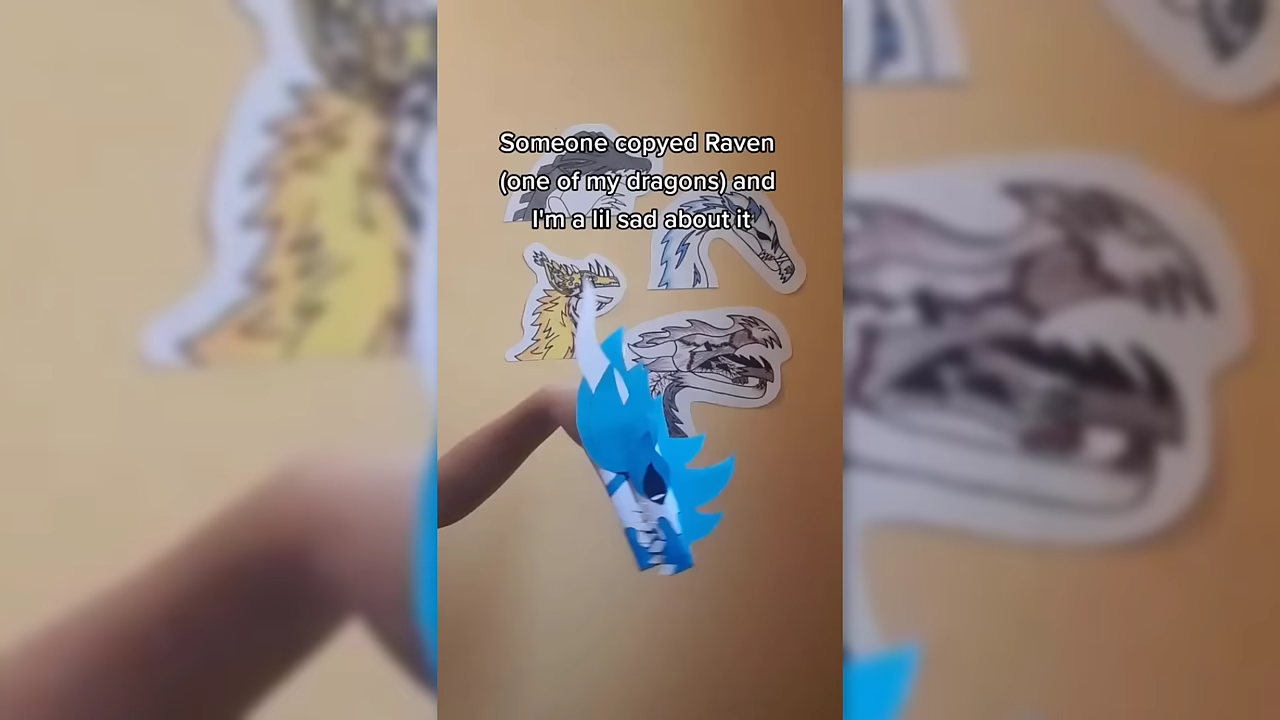 Someone copyed Raven
(one of my dragons) and
I'm a lil sad about it